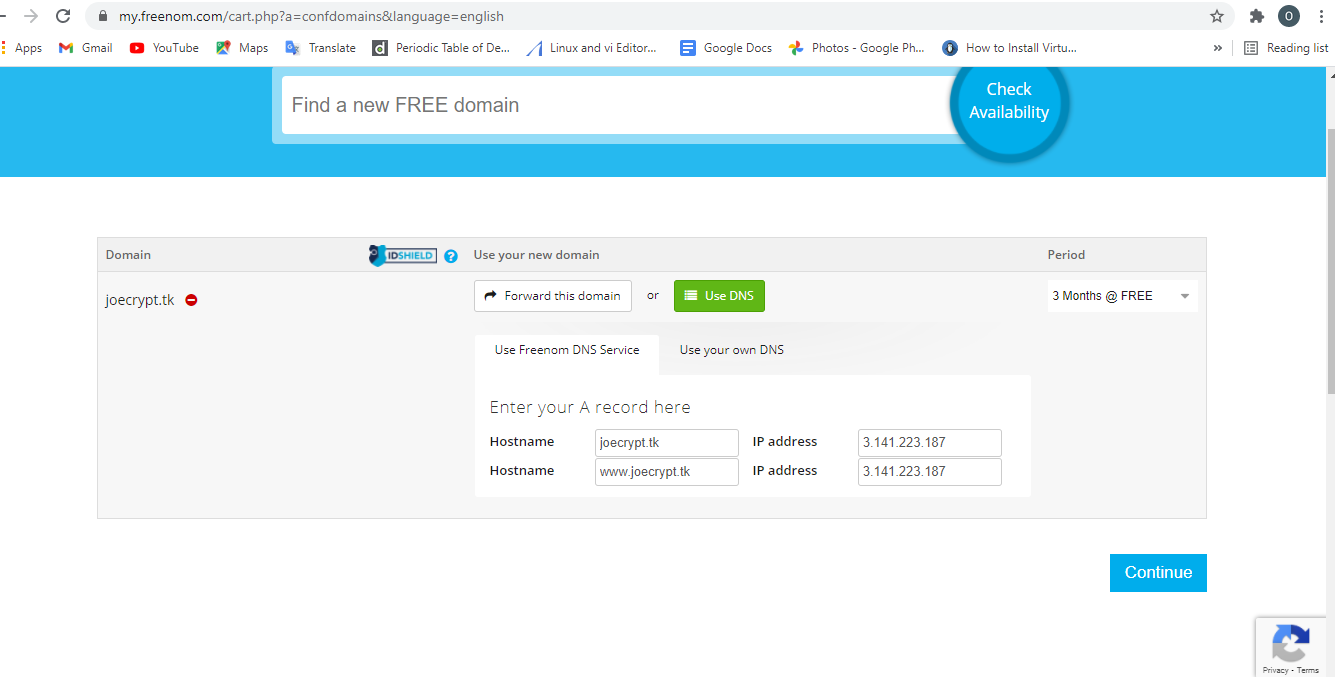 my.freenom.com/cart.php?a=confdomains&language=english
O
Apps Gmail YouTube Maps Translate Periodic Table of De... Linux and vi Editor... Google Docs Photos - Google Ph... How to Install Virtu... » Reading list
Find a new FREE domain
Check
Availability
Domain IDSHIELD ? Use your new domain Period
joecrypt.tk Forward this domain or Use DNS 3 Months @ FREE
Use Freenom DNS Service Use your own DNS
Enter your A record here
Hostname joecrypt.tk IP address 3.141.223.187
Hostname www.joecrypt.tk IP address 3.141.223.187
Continue
Privacy - Terms